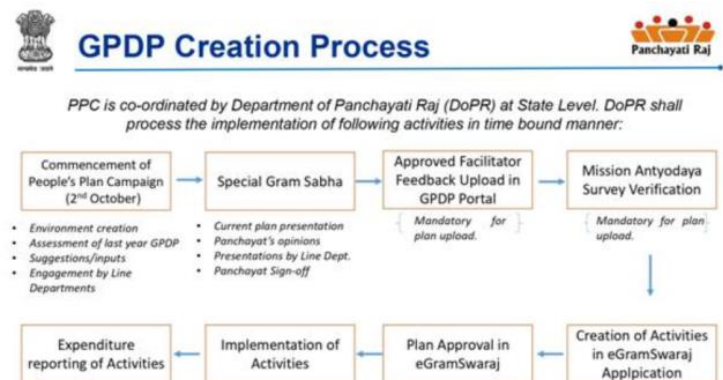 GPDP Creation Process
Panchayati Raj
PPC is co-ordinated by Department of Panchayati Raj (DoPR) at State Level. DoPR shall
process the implementation of following activities in time bound manner:
Commencement of
People's Plan Campaign
(2nd October)
Special Gram Sabha
Approved Facilitator
Feedback Upload in
GPDP Portal
Mission Antyodaya
Survey Verification
• Environment creation
• Assessment of last year GPDP
• Suggestions/inputs
• Engagement by Line
Departments
• Current plan presentation
• Panchayat's opinions
• Presentations by Line Dept.
• Panchayat Sign-off
Mandatory for
plan upload.
Mandatory for plan
upload.
Expenditure
reporting of Activities
Implementation of
Activities
Plan Approval in
eGramSwaraj
Creation of Activities
in eGramSwaraj
Applpication